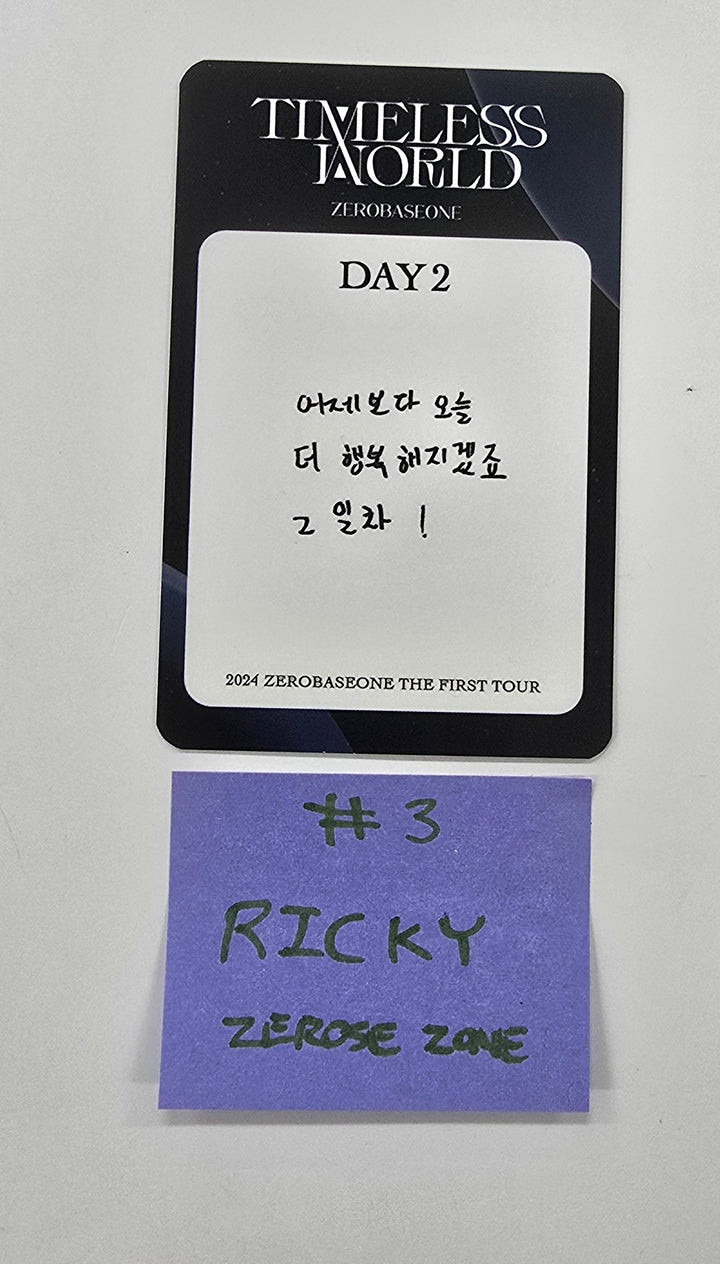 TIMELESS
WORLD
ZEROBASEONE
DAY 2
어제보다 오늘
더 행복해지겠죠
그 일차 !
2024 ZEROBASEONE THE FIRST TOUR
# 3
RICKY
ZEROSE ZONE